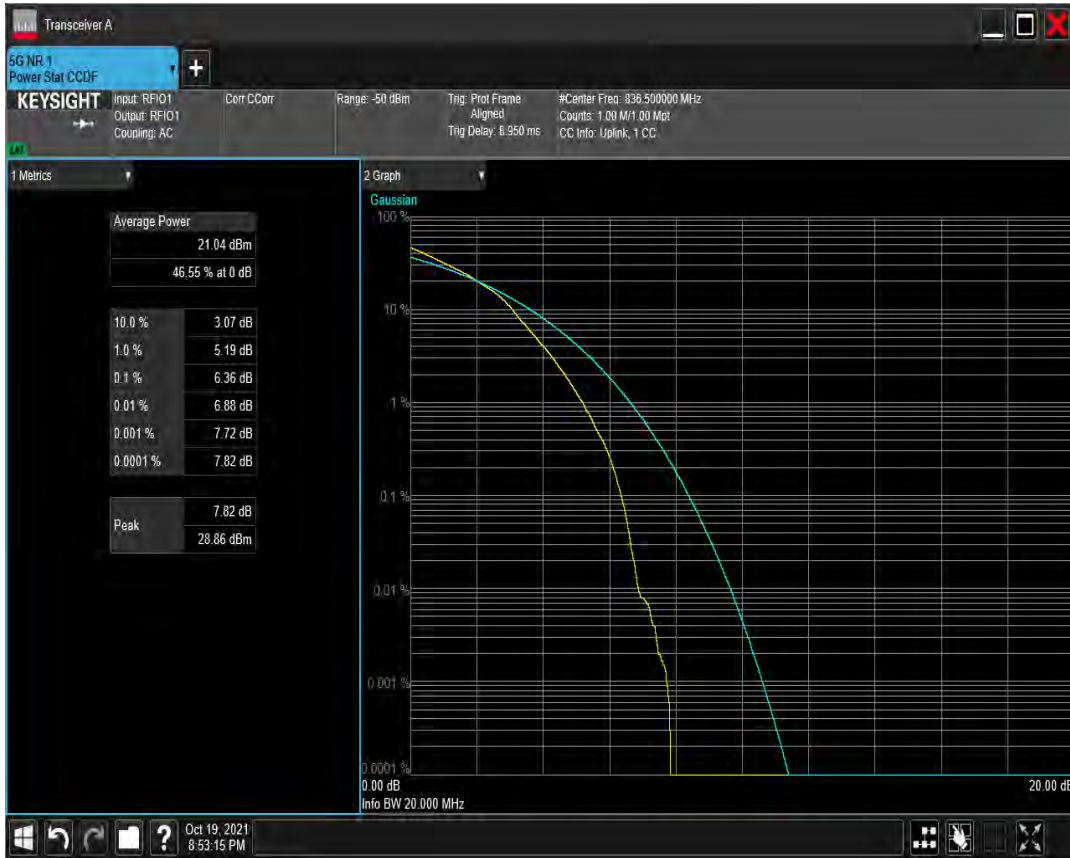 Transceiver A
5G NR 1
Power Stat CCDF
+
KEYSIGHT
Input: RFIO1
Output: RFIO1
Coupling: AC
Corr CCorr
Range: -50 dBm
Trig: Prot Frame
Aligned
Trig Delay: 8.950 ms
#Center Freq: 836.500000 MHz
Counts: 1.00 M/1.00 Mpt
CC Info: Uplink, 1 CC
1 Metrics
Average Power
21.04 dBm
46.55 % at 0 dB
10.0 % 3.07 dB
1.0 % 5.19 dB
0.1 % 6.36 dB
0.01 % 6.88 dB
0.001 % 7.72 dB
0.0001 % 7.82 dB
Peak
7.82 dB
28.86 dBm
2 Graph
Gaussian
100 %
10 %
1 %
0.1 %
0.01 %
0.001 %
0.0001 %
0.00 dB 20.00 dB
Info BW 20.000 MHz
? Oct 19, 2021
8:53:15 PM